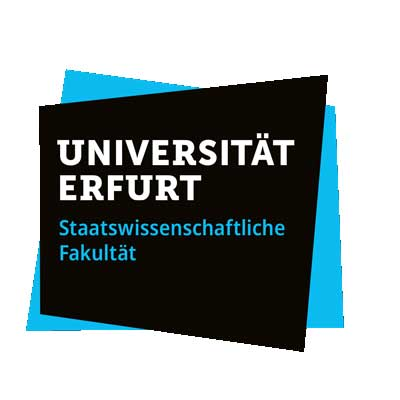 UNIVERSITÄT
ERFURT
Staatswissenschaftliche
Fakultät